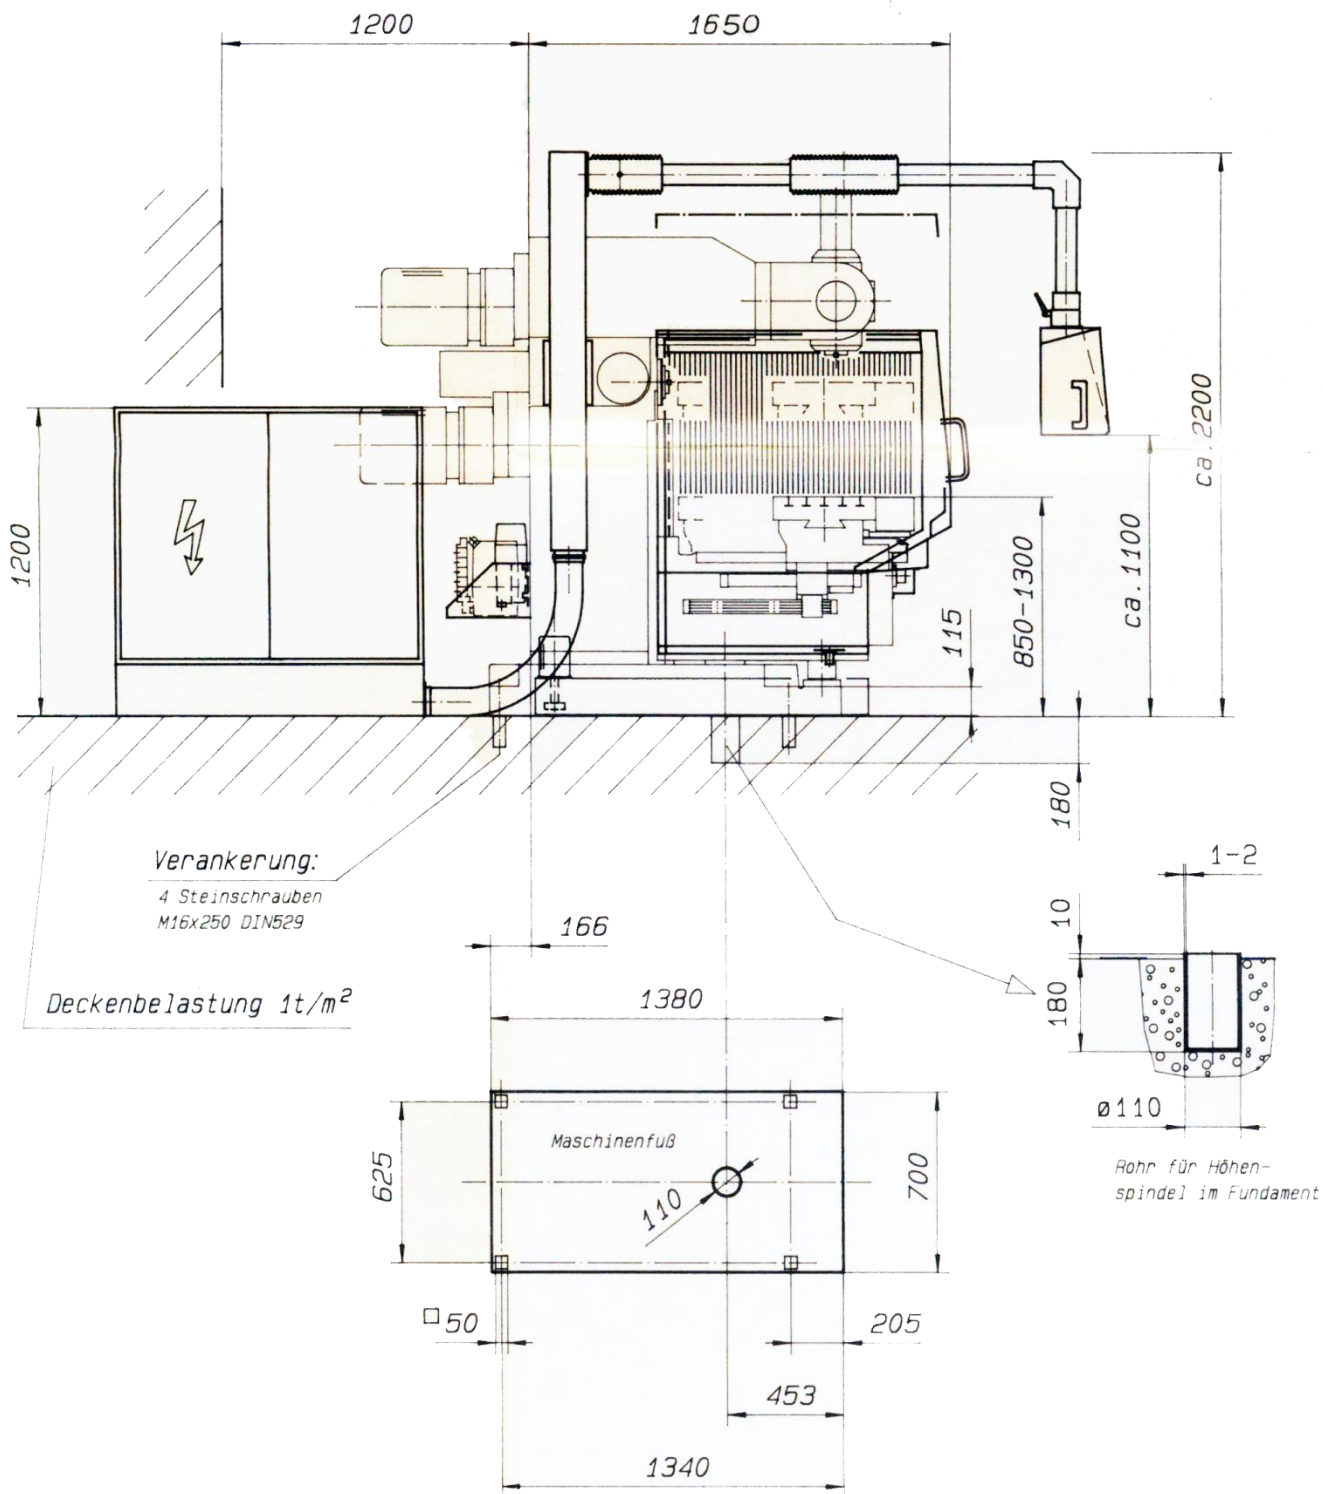 1200
1650
ca.2200
1200
ca.1100
850-1300
115
180
Verankerung:
4 Steinschrauben
M16x250 DIN529
1-2
10
166
Deckenbelastung 1t/m²
1380
180
ø110
Maschinenfuß
625
700
110
Rohr für Höhen-
spindel im Fundament
□50
205
453
1340